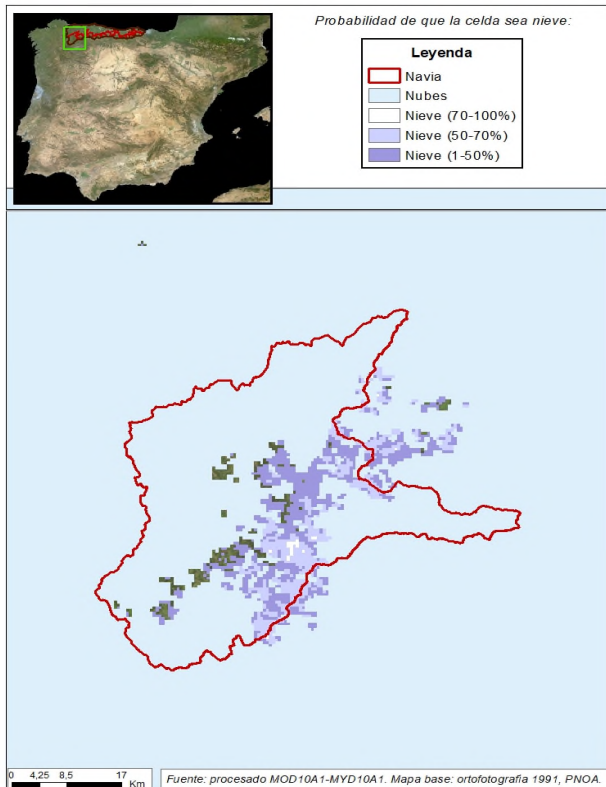 Probabilidad de que la celda sea nieve:
Leyenda
Navia
Nubes
Nieve (70-100%)
Nieve (50-70%)
Nieve (1-50%)
0 4,25 8,5 17
Km
Fuente: procesado MOD10A1-MYD10A1. Mapa base: ortofotografia 1991, PNOA.